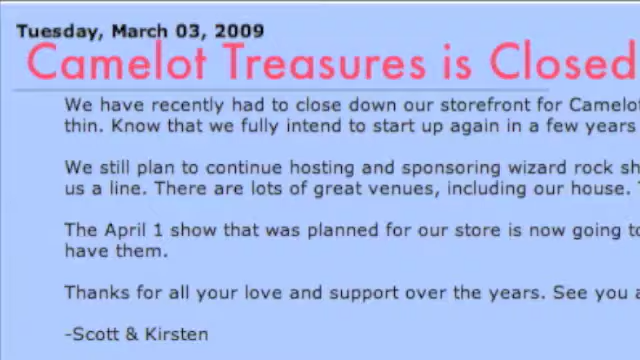 Tuesday, March 03, 2009
Camelot Treasures is Closed
We have recently had to close down our storefront for Camelot
thin. Know that we fully intend to start up again in a few years
We still plan to continue hosting and sponsoring wizard rock sh
us a line. There are lots of great venues, including our house.
The April 1 show that was planned for our store is now going to
have them.
Thanks for all your love and support over the years. See you a
-Scott & Kirsten